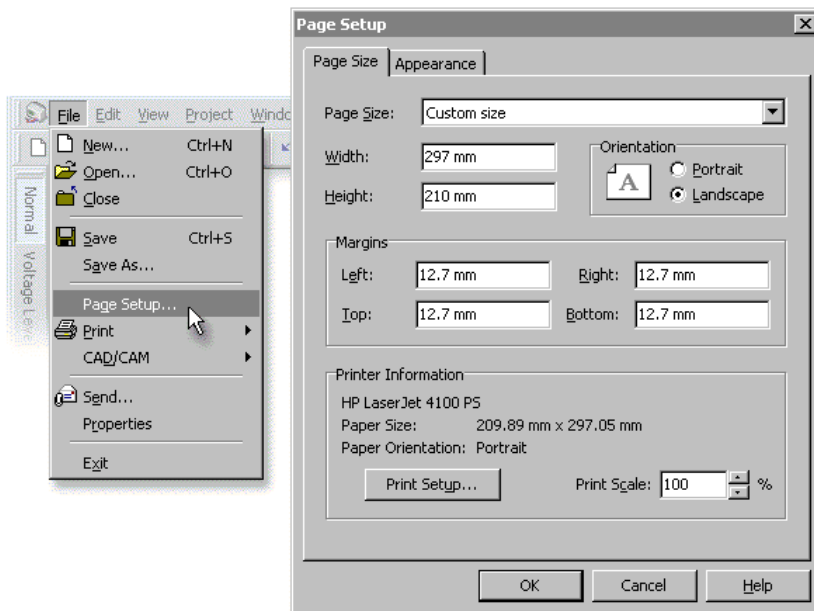 File Edit View Project Windo
New... Ctrl+N
Open... Ctrl+O
Close
Save Ctrl+S
Save As...
Page Setup...
Print
CAD/CAM
Send...
Properties
Exit
Normal
Voltage Leve
Page Setup
Page Size Appearance
Page Size: Custom size
Width: 297 mm
Height: 210 mm
Orientation
A
Portrait
Landscape
Margins
Left: 12.7 mm Right: 12.7 mm
Top: 12.7 mm Bottom: 12.7 mm
Printer Information
HP LaserJet 4100 PS
Paper Size: 209.89 mm x 297.05 mm
Paper Orientation: Portrait
Print Setup... Print Scale: 100 %
OK Cancel Help